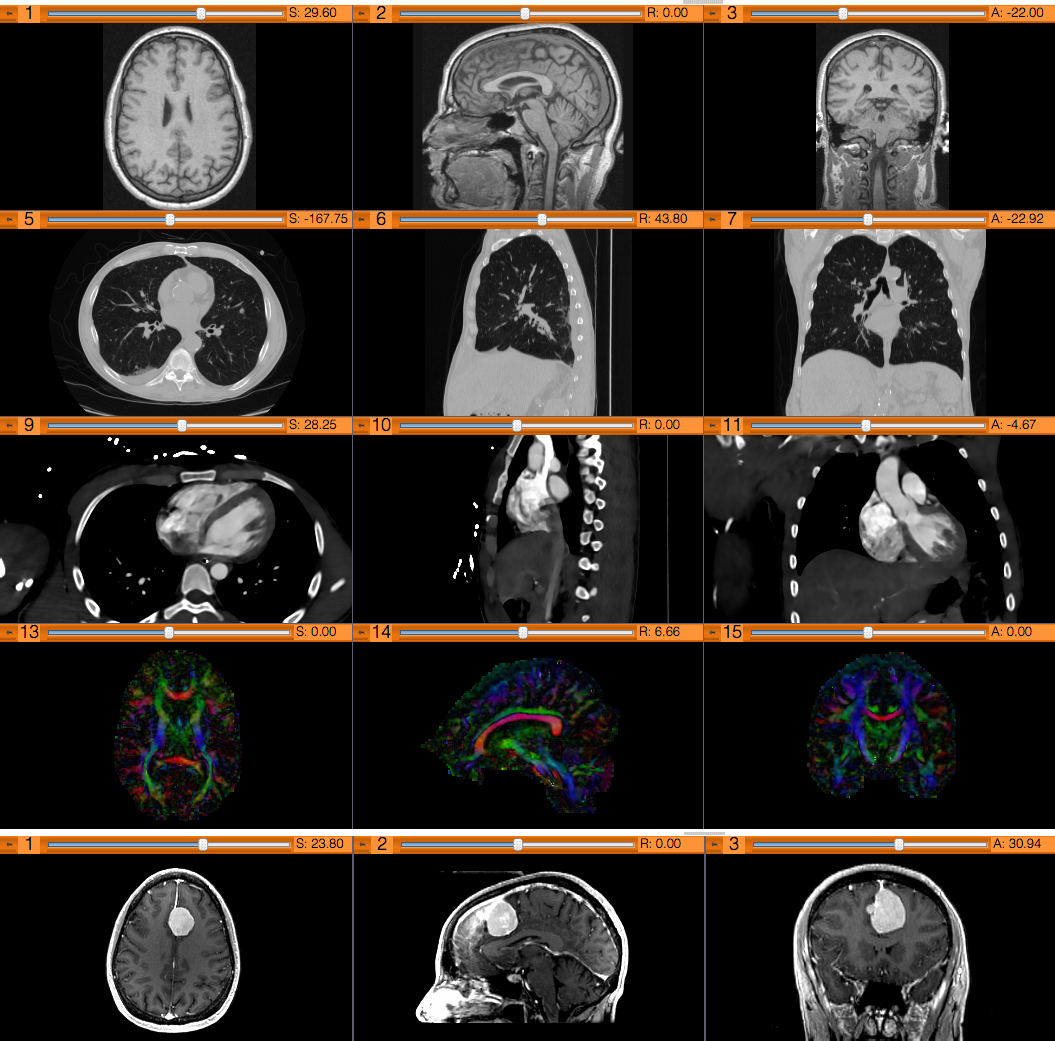 1 S: 29.60 2 R: 0.00 3 A: -22.00
5 S: -167.75 6 R: 43.80 7 A: -22.92
9 S: 28.25 10 R: 0.00 11 A: -4.67
13 S: 0.00 14 R: 6.66 15 A: 0.00
1 S: 23.80 2 R: 0.00 3 A: 30.94